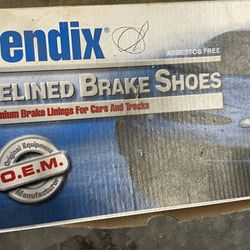 endix®
ASBESTOS FREE
ELINED BRAKE SHOES
mium Brake Linings For Cars And Trucks
Original Equipment
O.E.M.
Manufacturer